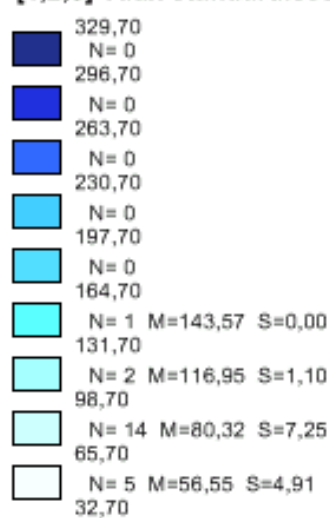 329,70
N= 0
296,70
N= 0
263,70
N= 0
230,70
N= 0
197,70
N= 0
164,70
N= 1 M=143,57 S=0,00
131,70
N= 2 M=116,95 S=1,10
98,70
N= 14 M=80,32 S=7,25
65,70
N= 5 M=56,55 S=4,91
32,70